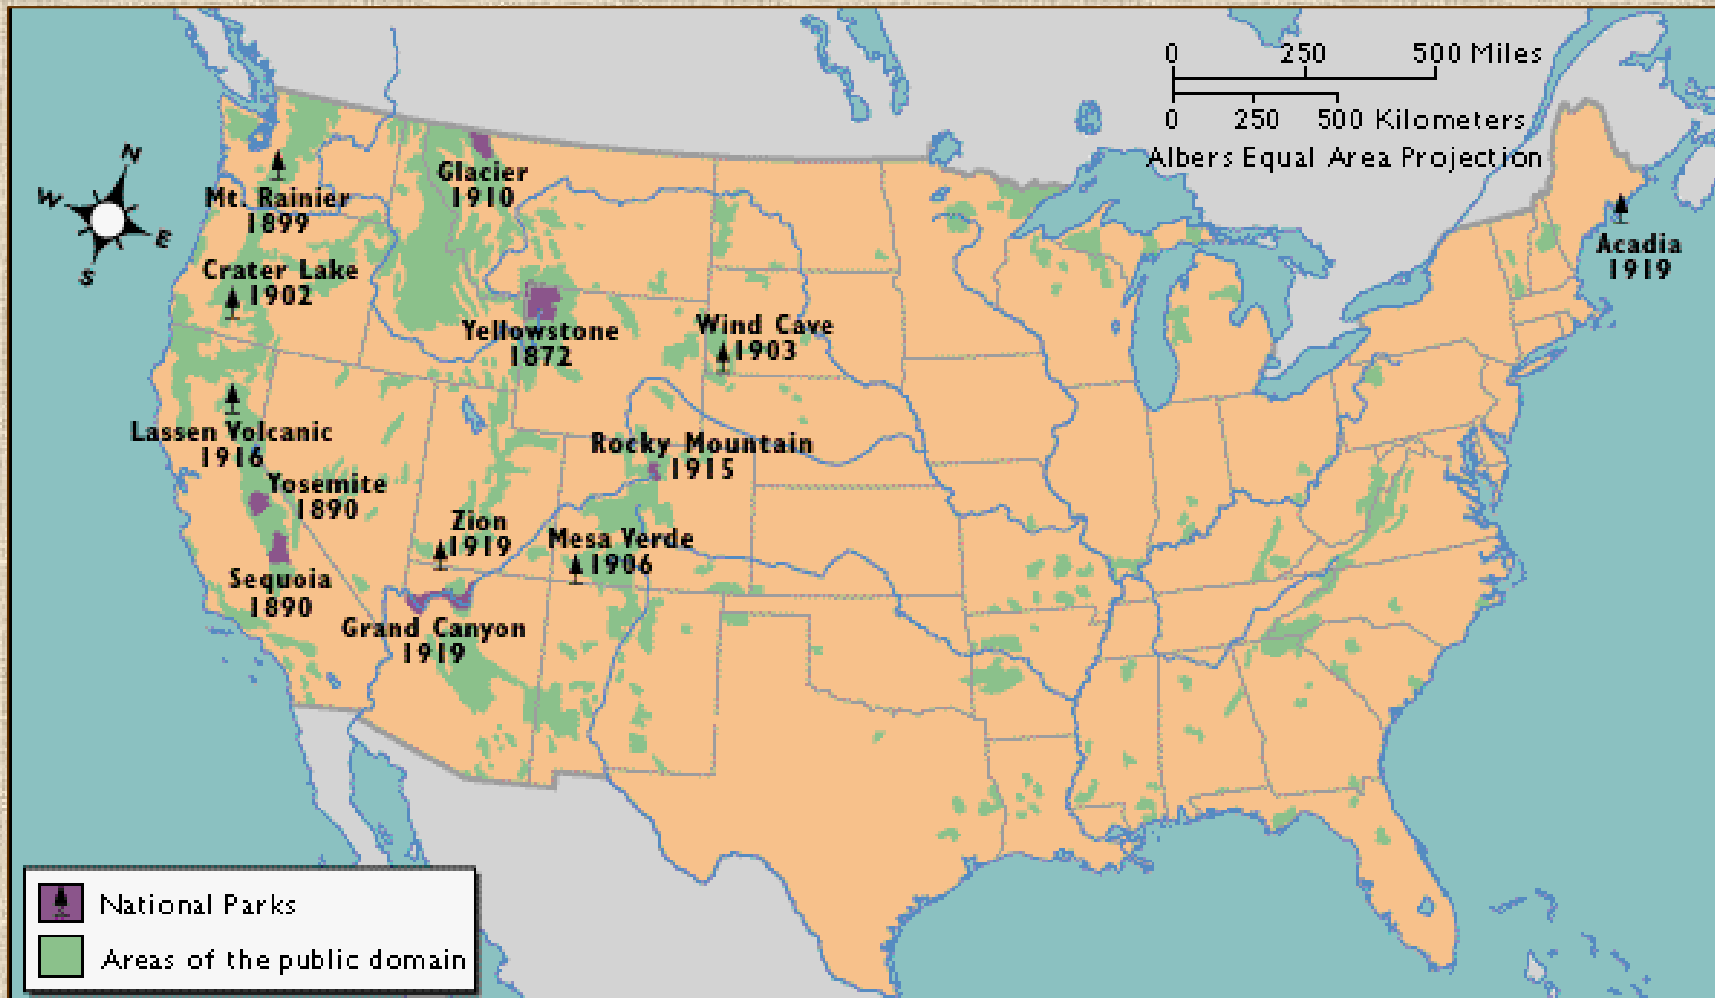 0 250 500 Miles
0 250 500 Kilometers
Albers Equal Area Projection
N
W
E
S
Glacier
1910
Mt. Rainier
1899
Acadia
1919
Crater Lake
1902
Yellowstone
1872
Wind Cave
1903
Lassen Volcanic
1916
Rocky Mountain
1915
Yosemite
1890
Zion
1919
Mesa Verde
1906
Sequoia
1890
Grand Canyon
1919
National Parks
Areas of the public domain